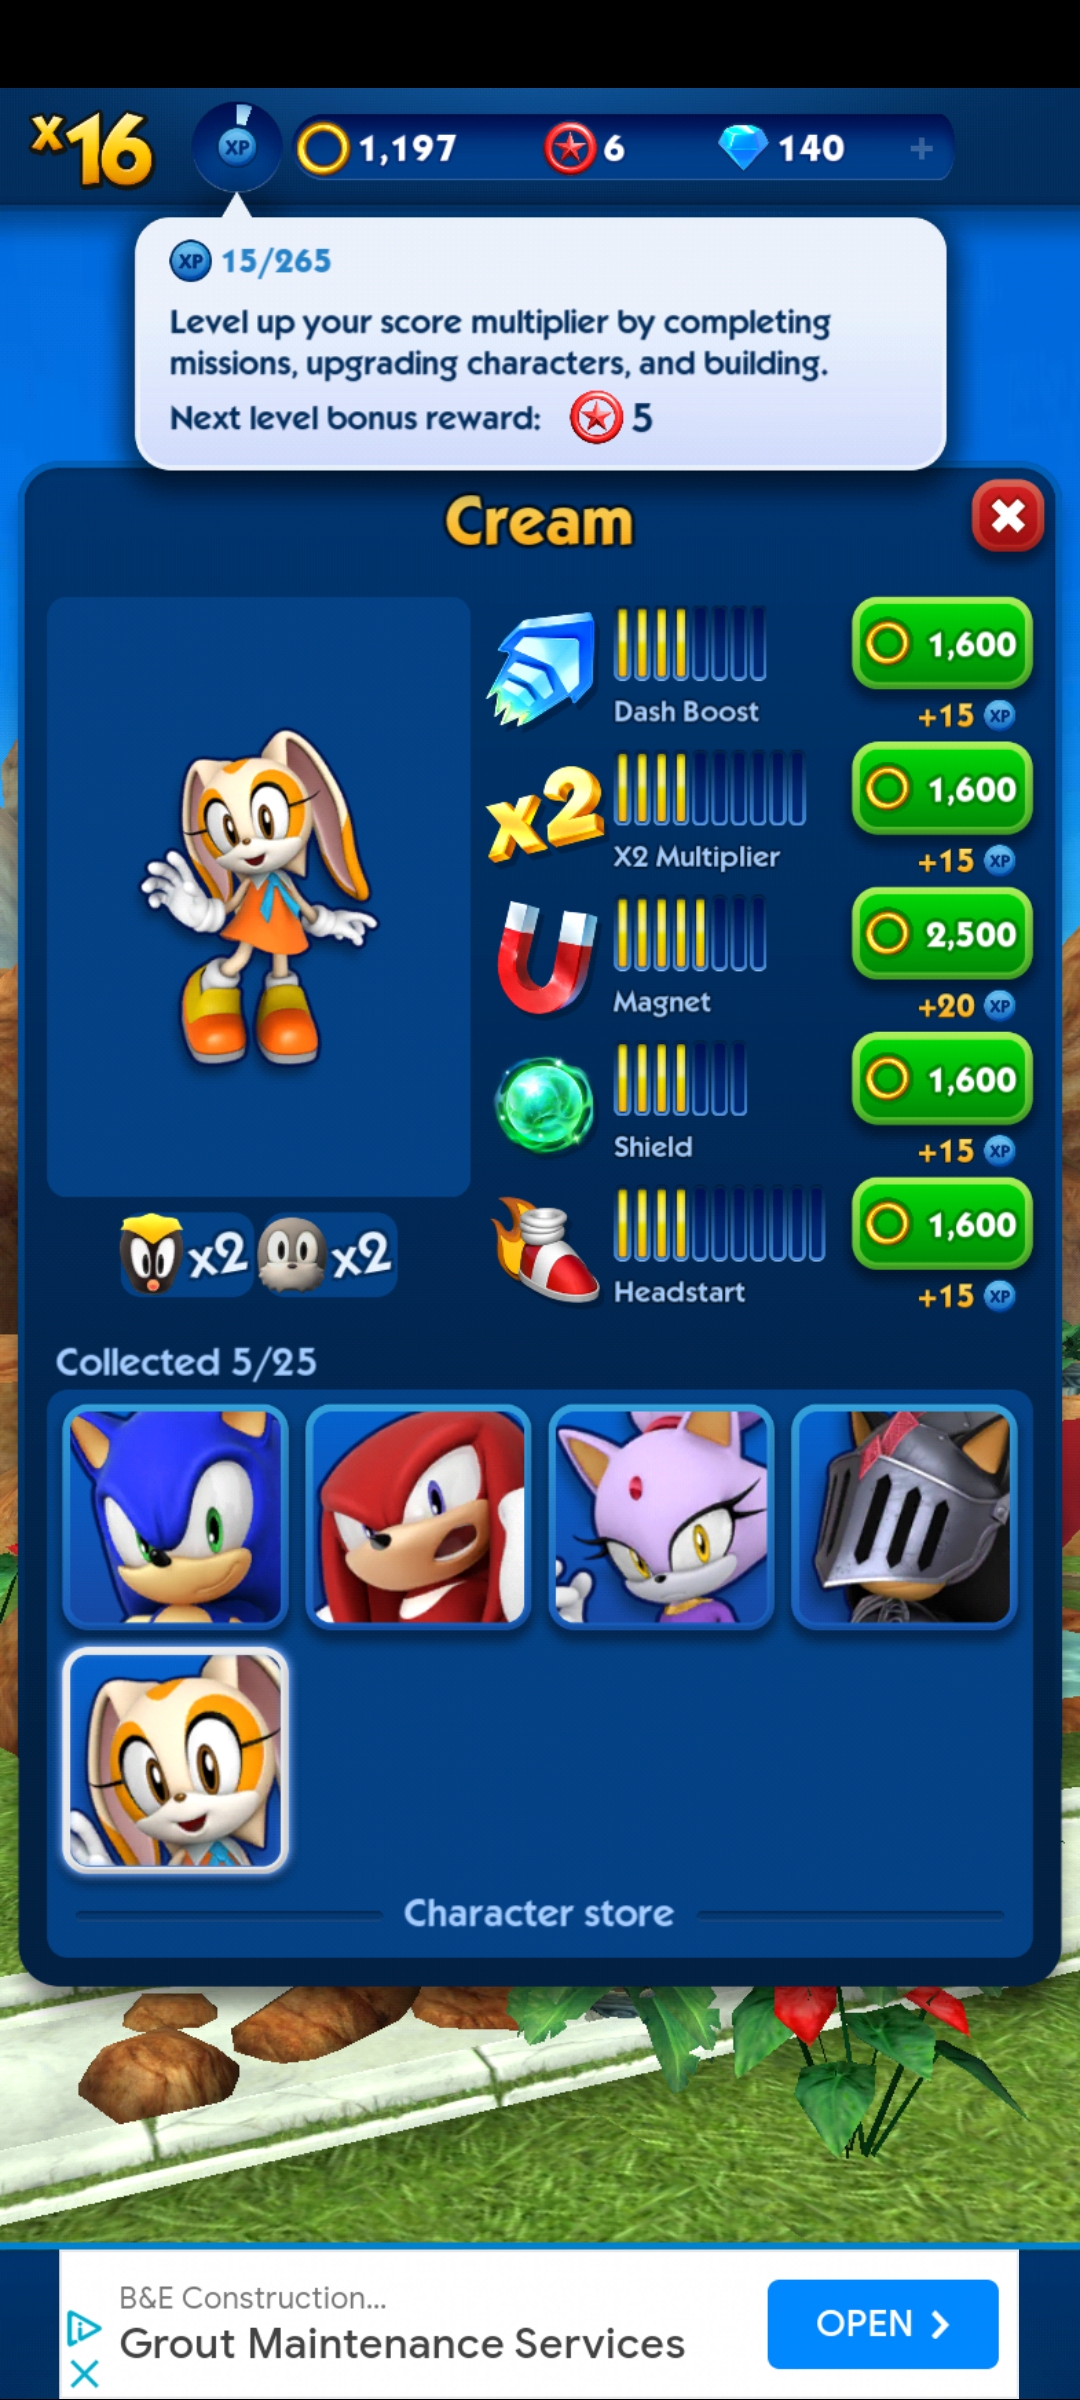 x16
XP
1,197
6
140
+
XP 15/265
Level up your score multiplier by completing
missions, upgrading characters, and building.
Next level bonus reward: 5
Cream
1,600
Dash Boost
+15 XP
x2
1,600
X2 Multiplier
+15 XP
2,500
Magnet
+20 XP
1,600
Shield
+15 XP
1,600
Headstart
+15 XP
x2 x2
Collected 5/25
Character store
B&E Construction...
Grout Maintenance Services
OPEN